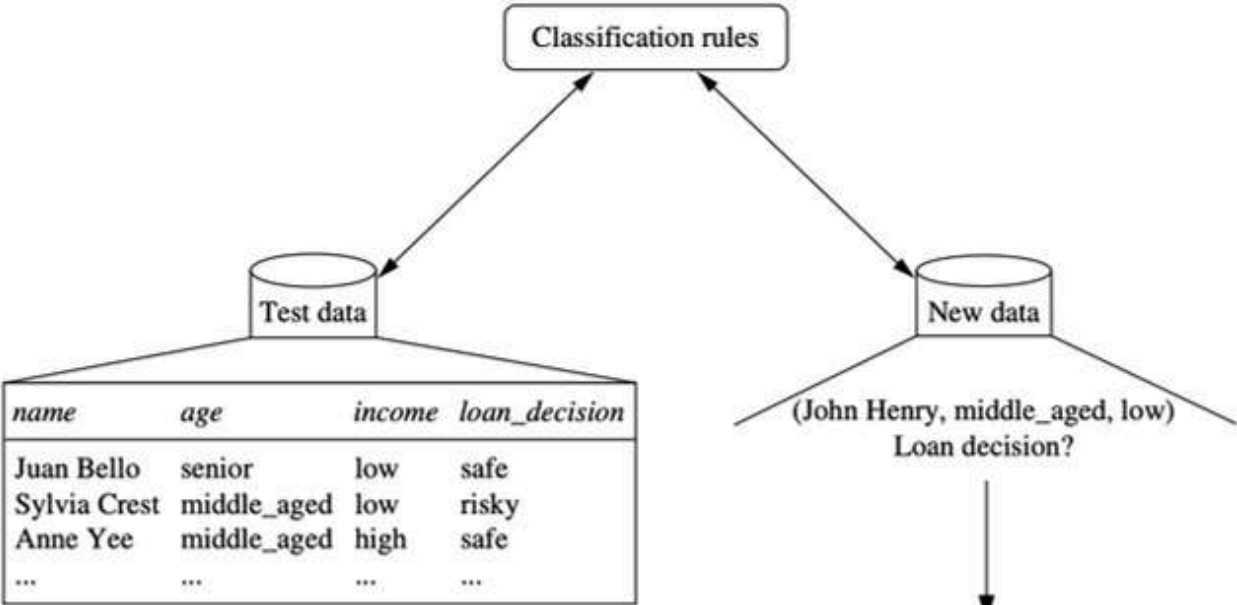 Classification rules
Test data
New data
name age income loan_decision
Juan Bello senior low safe
Sylvia Crest middle_aged low risky
Anne Yee middle_aged high safe
... ... ... ...
(John Henry, middle_aged, low)
Loan decision?